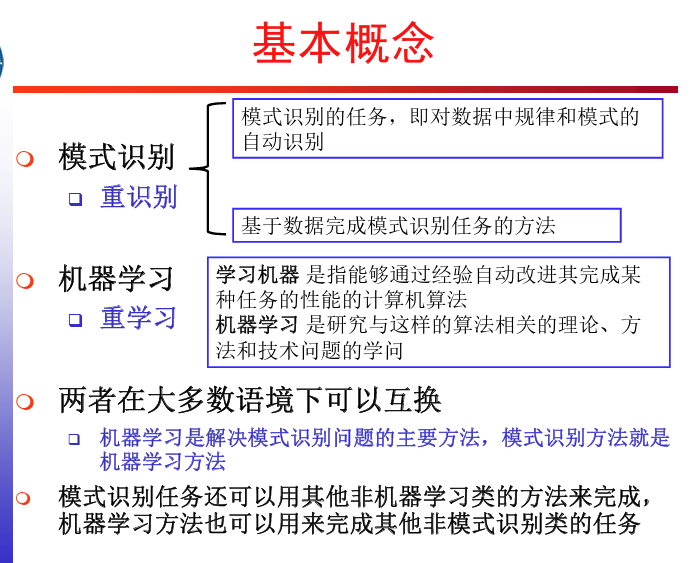 基本概念
模式识别的任务，即对数据中规律和模式的
自动识别
模式识别
重识别
基于数据完成模式识别任务的方法
机器学习
重学习
学习机器 是指能够通过经验自动改进其完成某
种任务的性能的计算机算法
机器学习 是研究与这样的算法相关的理论、方
法和技术问题的学问
两者在大多数语境下可以互换
机器学习是解决模式识别问题的主要方法，模式识别方法就是
机器学习方法
模式识别任务还可以用其他非机器学习类的方法来完成，
机器学习方法也可以用来完成其他非模式识别类的任务